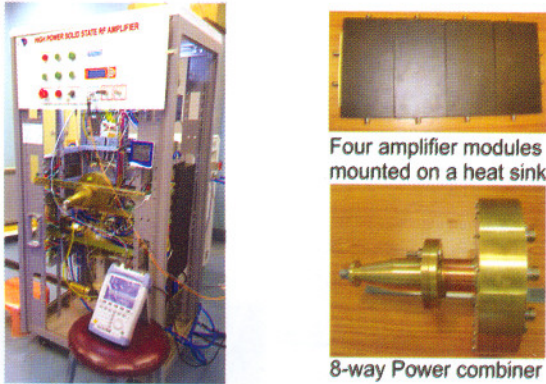 HIGH POWER SOLID STATE RF AMPLIFIER
Four amplifier modules
mounted on a heat sink
8-way Power combiner